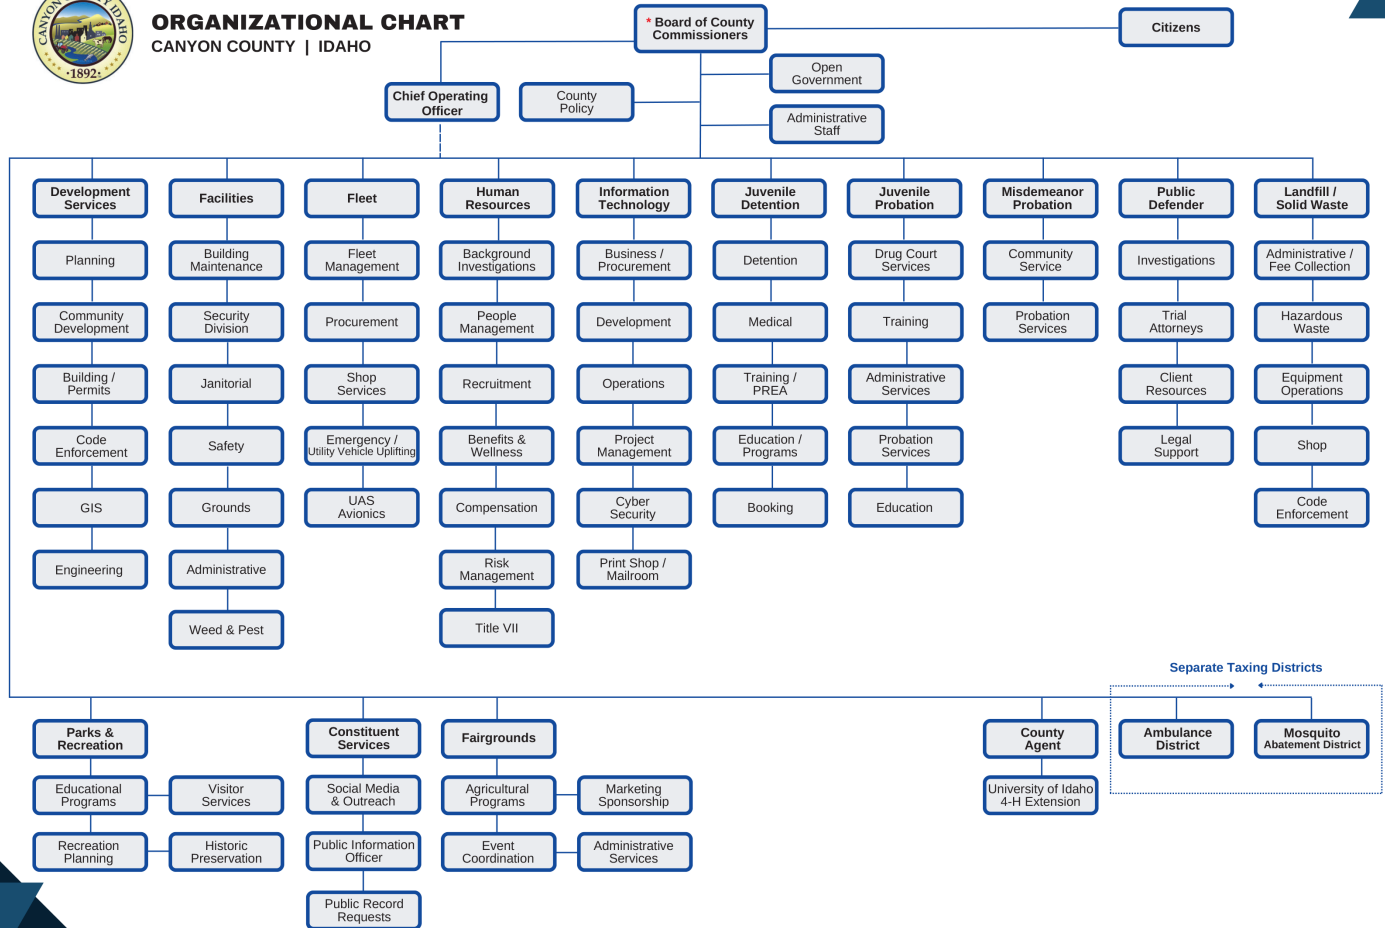 CANYON COUNTY IDAHO
·1892·
ORGANIZATIONAL CHART
CANYON COUNTY | IDAHO
* Board of County
Commissioners
Citizens
Open
Government
Chief Operating
Officer
County
Policy
Administrative
Staff
Development
Services
Facilities
Fleet
Human
Resources
Information
Technology
Juvenile
Detention
Juvenile
Probation
Misdemeanor
Probation
Public
Defender
Landfill /
Solid Waste
Planning
Building
Maintenance
Fleet
Management
Background
Investigations
Business /
Procurement
Detention
Drug Court
Services
Community
Service
Investigations
Administrative /
Fee Collection
Community
Development
Security
Division
Procurement
People
Management
Development
Medical
Training
Probation
Services
Trial
Attorneys
Hazardous
Waste
Building /
Permits
Janitorial
Shop
Services
Recruitment
Operations
Training /
PREA
Administrative
Services
Client
Resources
Equipment
Operations
Code
Enforcement
Safety
Emergency /
Utility Vehicle Uplifting
Benefits &
Wellness
Project
Management
Education /
Programs
Probation
Services
Legal
Support
Shop
GIS
Grounds
UAS
Avionics
Compensation
Cyber
Security
Booking
Education
Code
Enforcement
Engineering
Administrative
Risk
Management
Print Shop /
Mailroom
Weed & Pest
Title VII
Separate Taxing Districts
Parks &
Recreation
Constituent
Services
Fairgrounds
County
Agent
Ambulance
District
Mosquito
Abatement District
Educational
Programs
Visitor
Services
Social Media
& Outreach
Agricultural
Programs
Marketing
Sponsorship
University of Idaho
4-H Extension
Recreation
Planning
Historic
Preservation
Public Information
Officer
Event
Coordination
Administrative
Services
Public Record
Requests